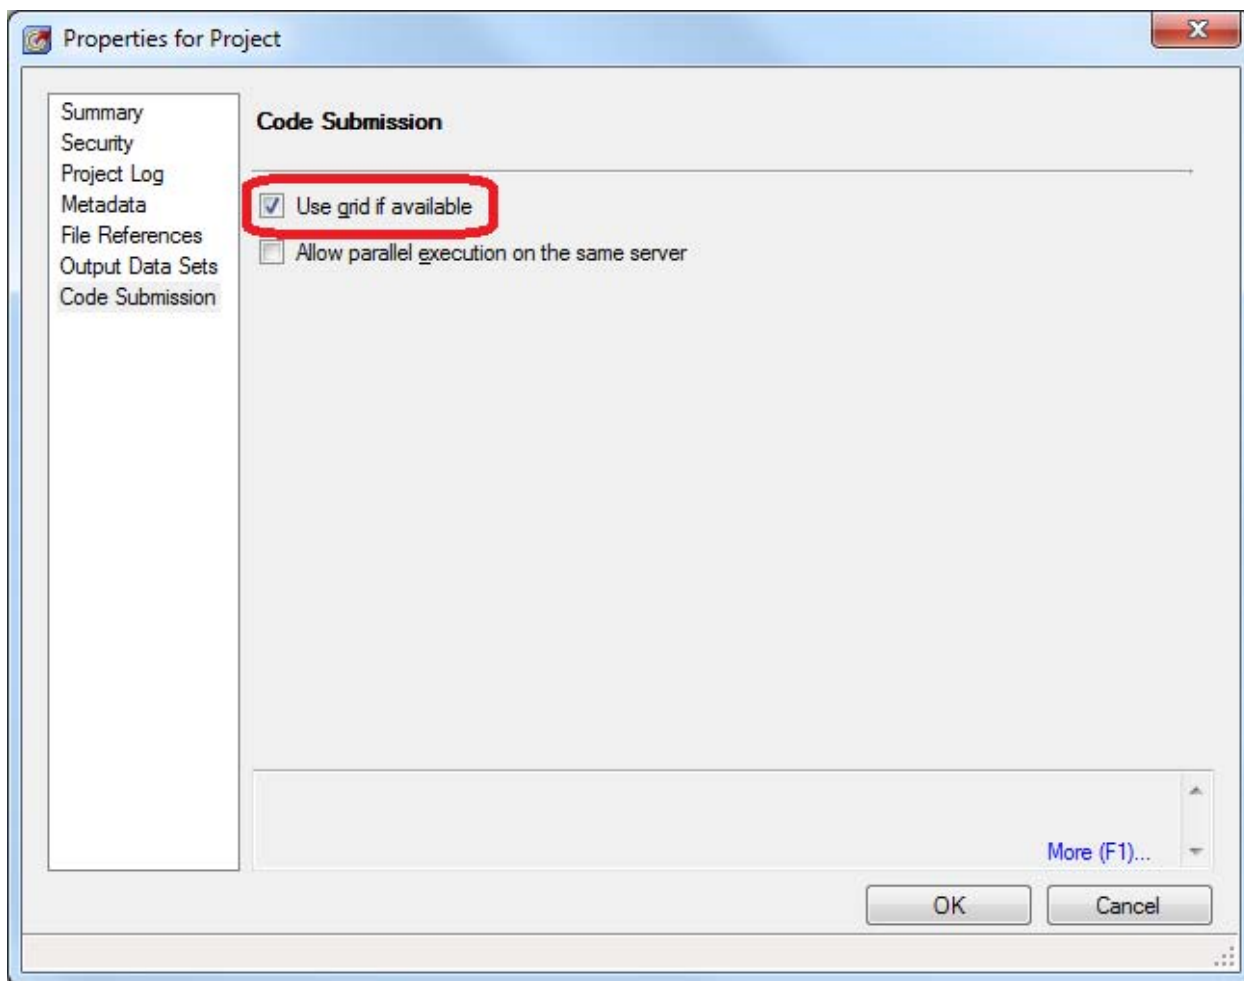 Properties for Project
Summary
Security
Project Log
Metadata
File References
Output Data Sets
Code Submission
Code Submission
Use grid if available
Allow parallel execution on the same server
More (F1)...
OK
Cancel